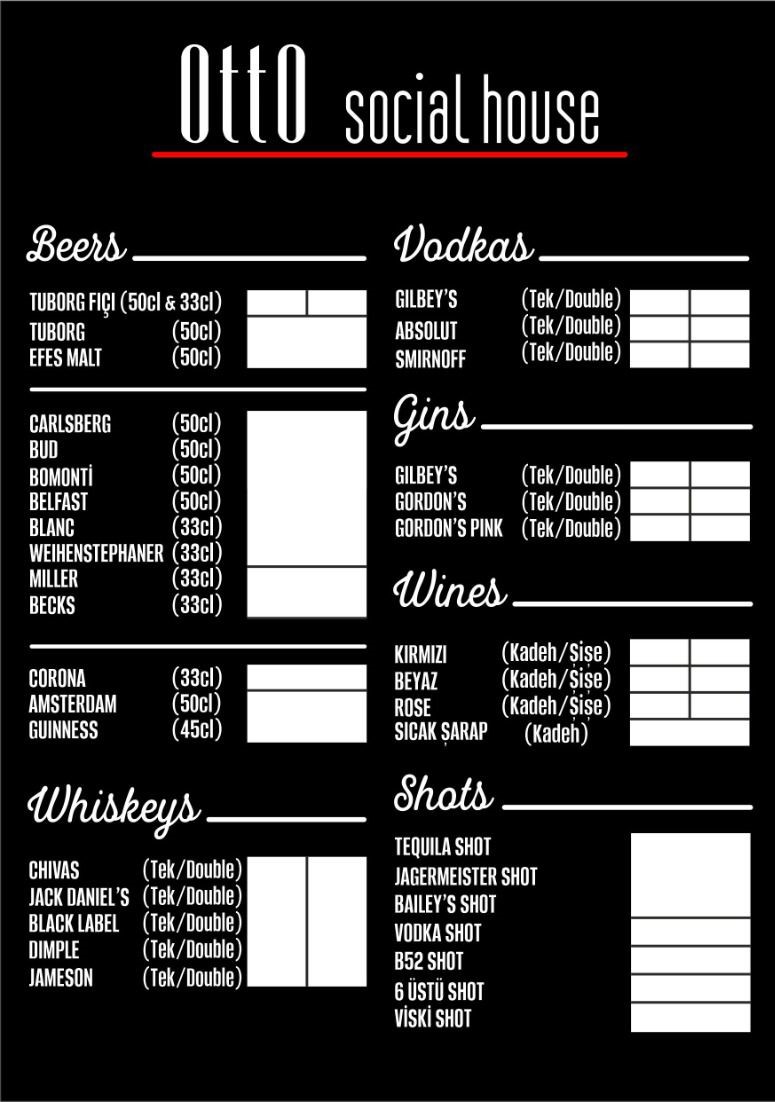 Otto social house
Beers
TUBORG FIÇI (50cl & 33cl)
TUBORG (50cl)
EFES MALT (50cl)
CARLSBERG (50cl)
BUD (50cl)
BOMONTİ (50cl)
BELFAST (50cl)
BLANC (33cl)
WEIHENSTEPHANER (33cl)
MILLER (33cl)
BECKS (33cl)
CORONA (33cl)
AMSTERDAM (50cl)
GUINNESS (45cl)
Whiskeys
CHIVAS (Tek/Double)
JACK DANIEL'S (Tek/Double)
BLACK LABEL (Tek/Double)
DIMPLE (Tek/Double)
JAMESON (Tek/Double)
Vodkas
GILBEY'S (Tek/Double)
ABSOLUT (Tek/Double)
SMIRNOFF (Tek/Double)
Gins
GILBEY'S (Tek/Double)
GORDON'S (Tek/Double)
GORDON'S PINK (Tek/Double)
Wines
KIRMIZI (Kadeh/Şişe)
BEYAZ (Kadeh/Şişe)
ROSE (Kadeh/Şişe)
SICAK ŞARAP (Kadeh)
Shots
TEQUILA SHOT
JAGERMEISTER SHOT
BAILEY'S SHOT
VODKA SHOT
B52 SHOT
6 ÜSTÜ SHOT
VİSKİ SHOT